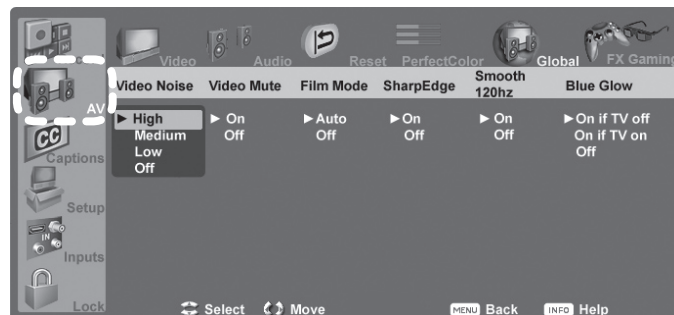 Video Audio Reset PerfectColor Global FX Gaming
AV
Video Noise Video Mute Film Mode SharpEdge Smooth 120hz Blue Glow
► High ► On ► Auto ► On ► On ► On if TV off
Medium Off Off Off Off On if TV on
Low Off
Off
CC
Captions
Setup
IN
Inputs
Lock
Select Move MENU Back INFO Help